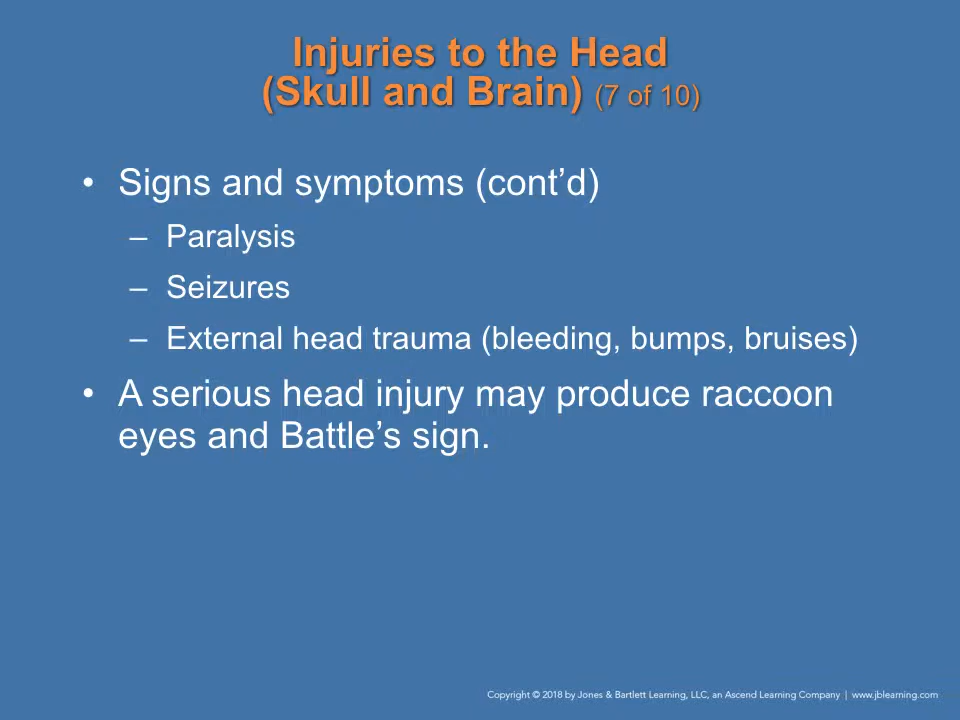 Injuries to the Head
(Skull and Brain) (7 of 10)
• Signs and symptoms (cont’d)
– Paralysis
– Seizures
– External head trauma (bleeding, bumps, bruises)
• A serious head injury may produce raccoon
eyes and Battle’s sign.
Copyright © 2018 by Jones & Bartlett Learning, LLC, an Ascend Learning Company | www.jblearning.com